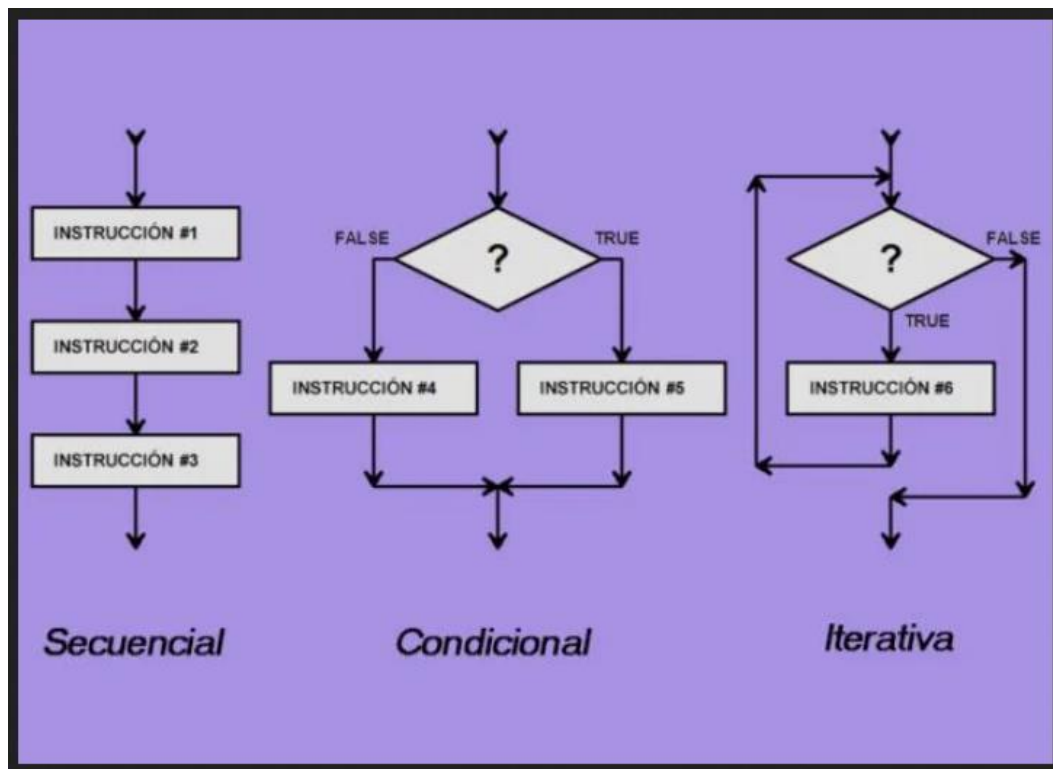 INSTRUCCIÓN #1
INSTRUCCIÓN #2
INSTRUCCIÓN #3
Secuencial
FALSE
TRUE
?
INSTRUCCIÓN #4
INSTRUCCIÓN #5
Condicional
?
FALSE
TRUE
INSTRUCCIÓN #6
Iterativa